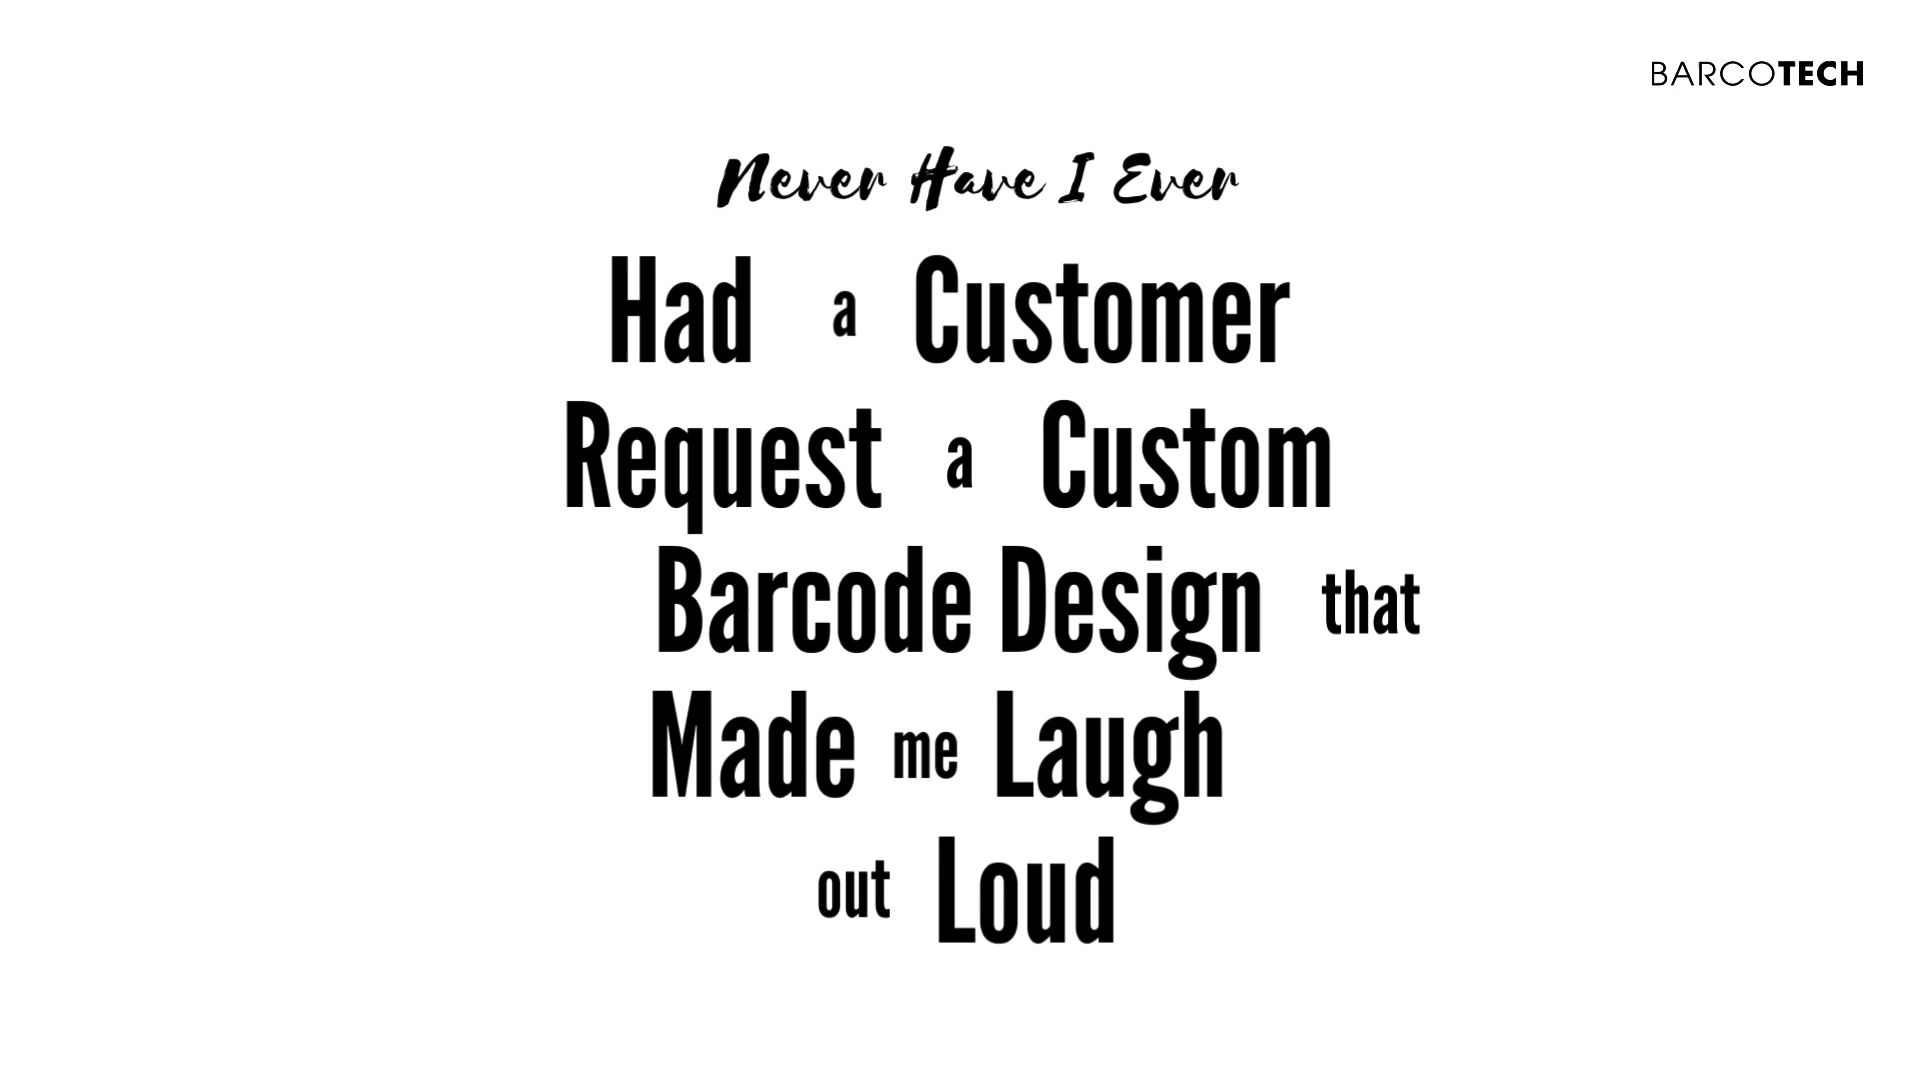 BARCOTECH
Never Have I Ever
Had a Customer
Request a Custom
Barcode Design that
Made me Laugh
out Loud